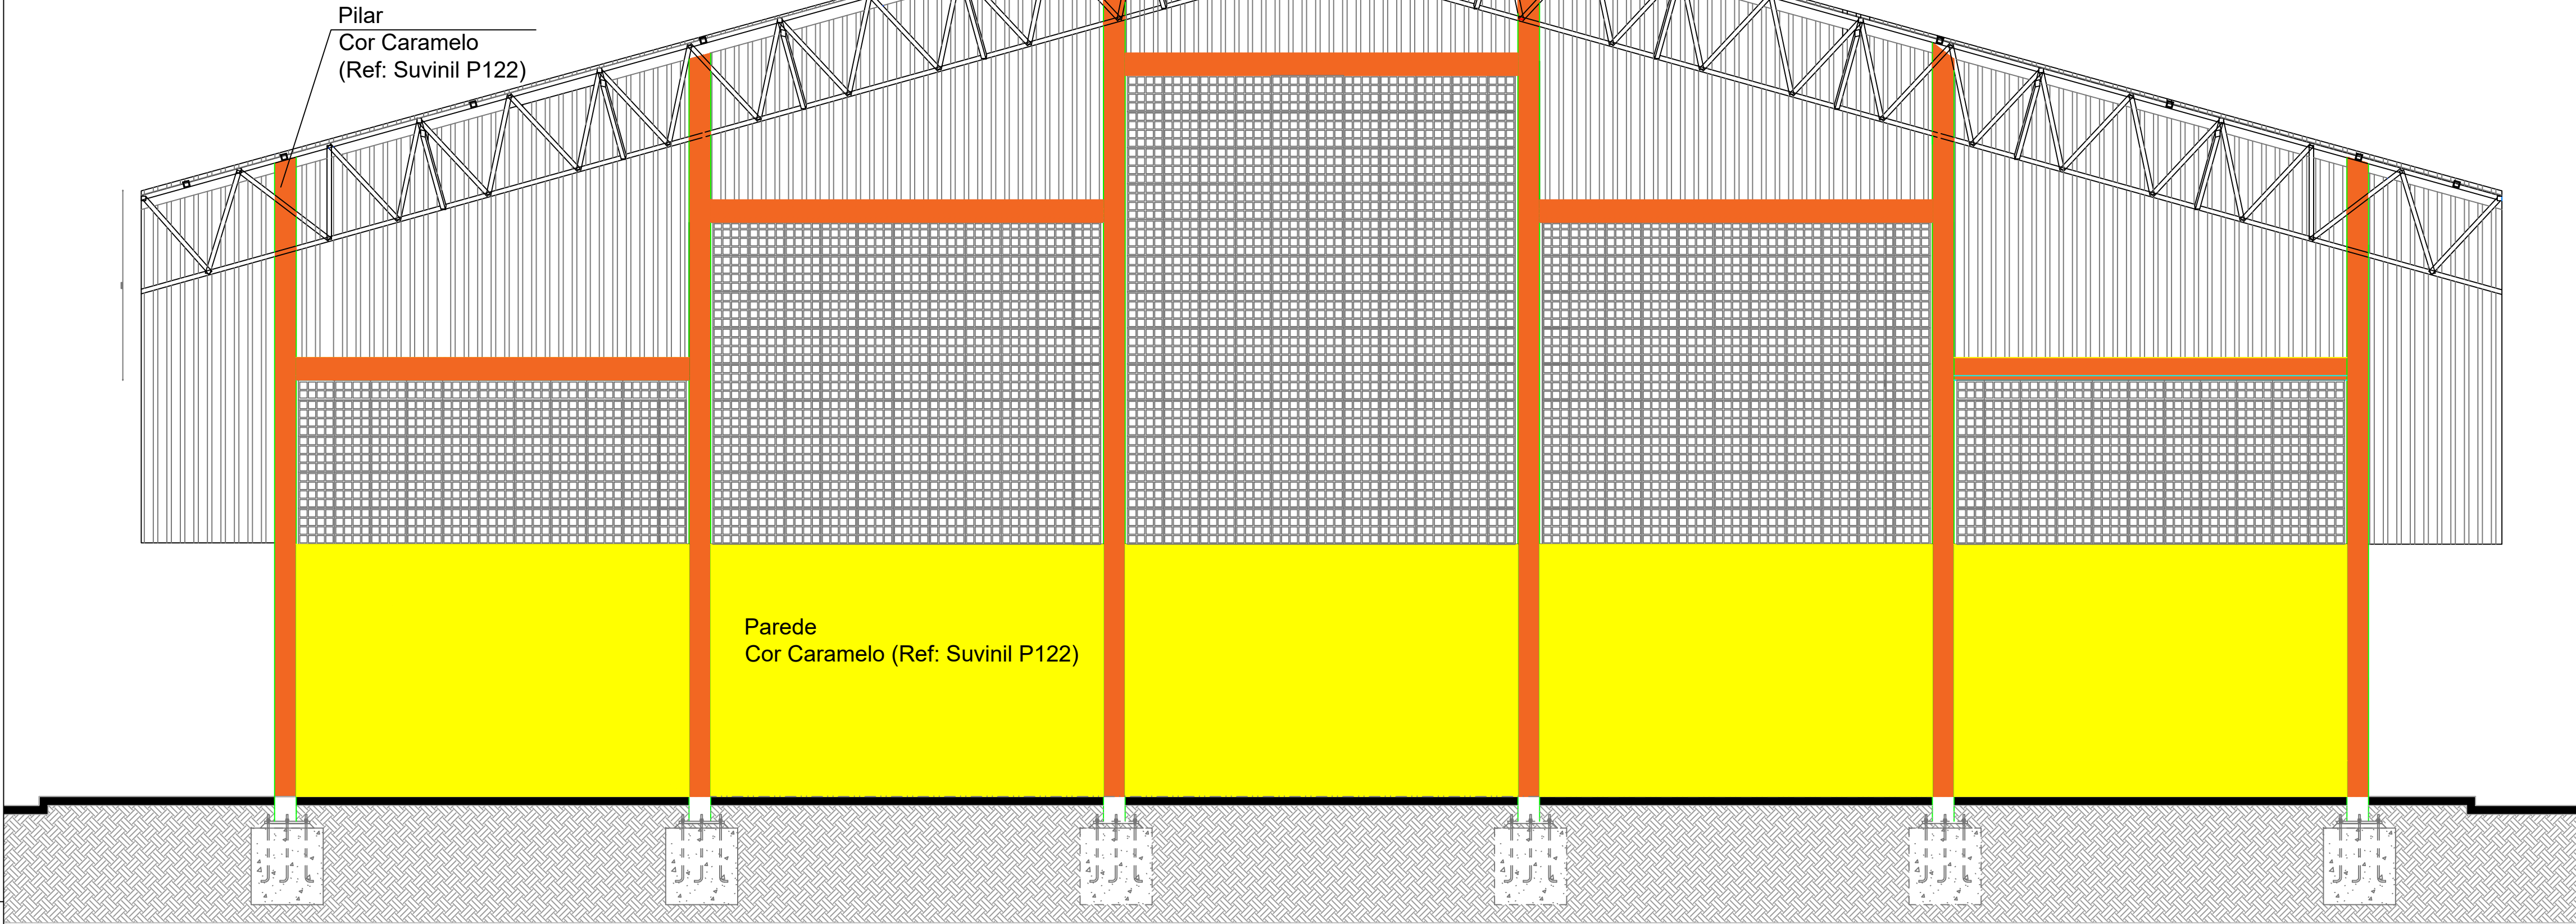 Pilar
Cor Caramelo
(Ref: Suvinil P122)
Parede
Cor Caramelo (Ref: Suvinil P122)